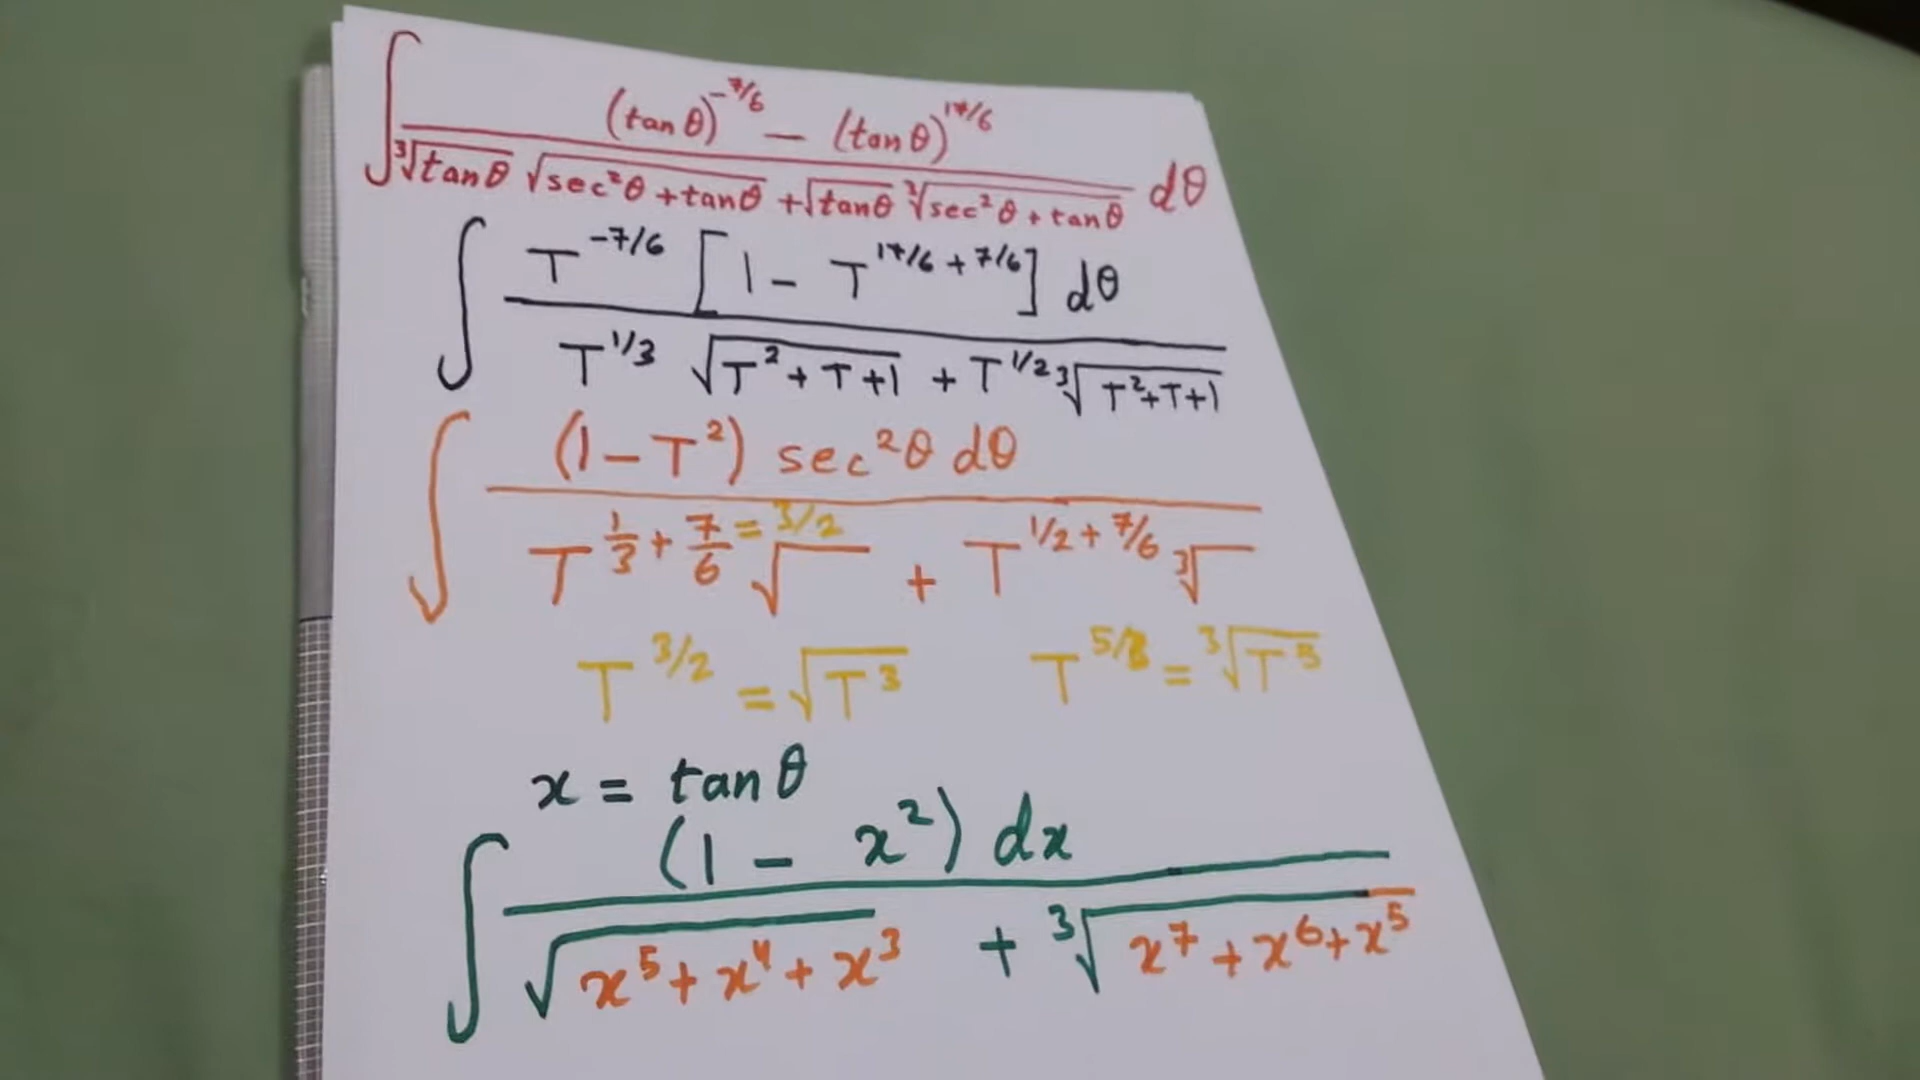 ∫ (tan θ)^-7/6 − (tan θ)^17/6 / ∛tan θ √sec²θ + tan θ + √tan θ ∛sec²θ + tan θ dθ
∫ T^-7/6 [1 − T^17/6 + 7/6] dθ / T^1/3 √T² + T + 1 + T^1/2 ∛T² + T + 1
∫ (1 − T²) sec²θ dθ / T^1/3 + 7/6 = 3/2 √ + T^1/2 + 7/6 ∛
T^3/2 = √T³ T^5/3 = ∛T⁵
x = tan θ
∫ (1 − x²) dx / √x⁵ + x⁴ + x³ + ∛x⁷ + x⁶ + x⁵